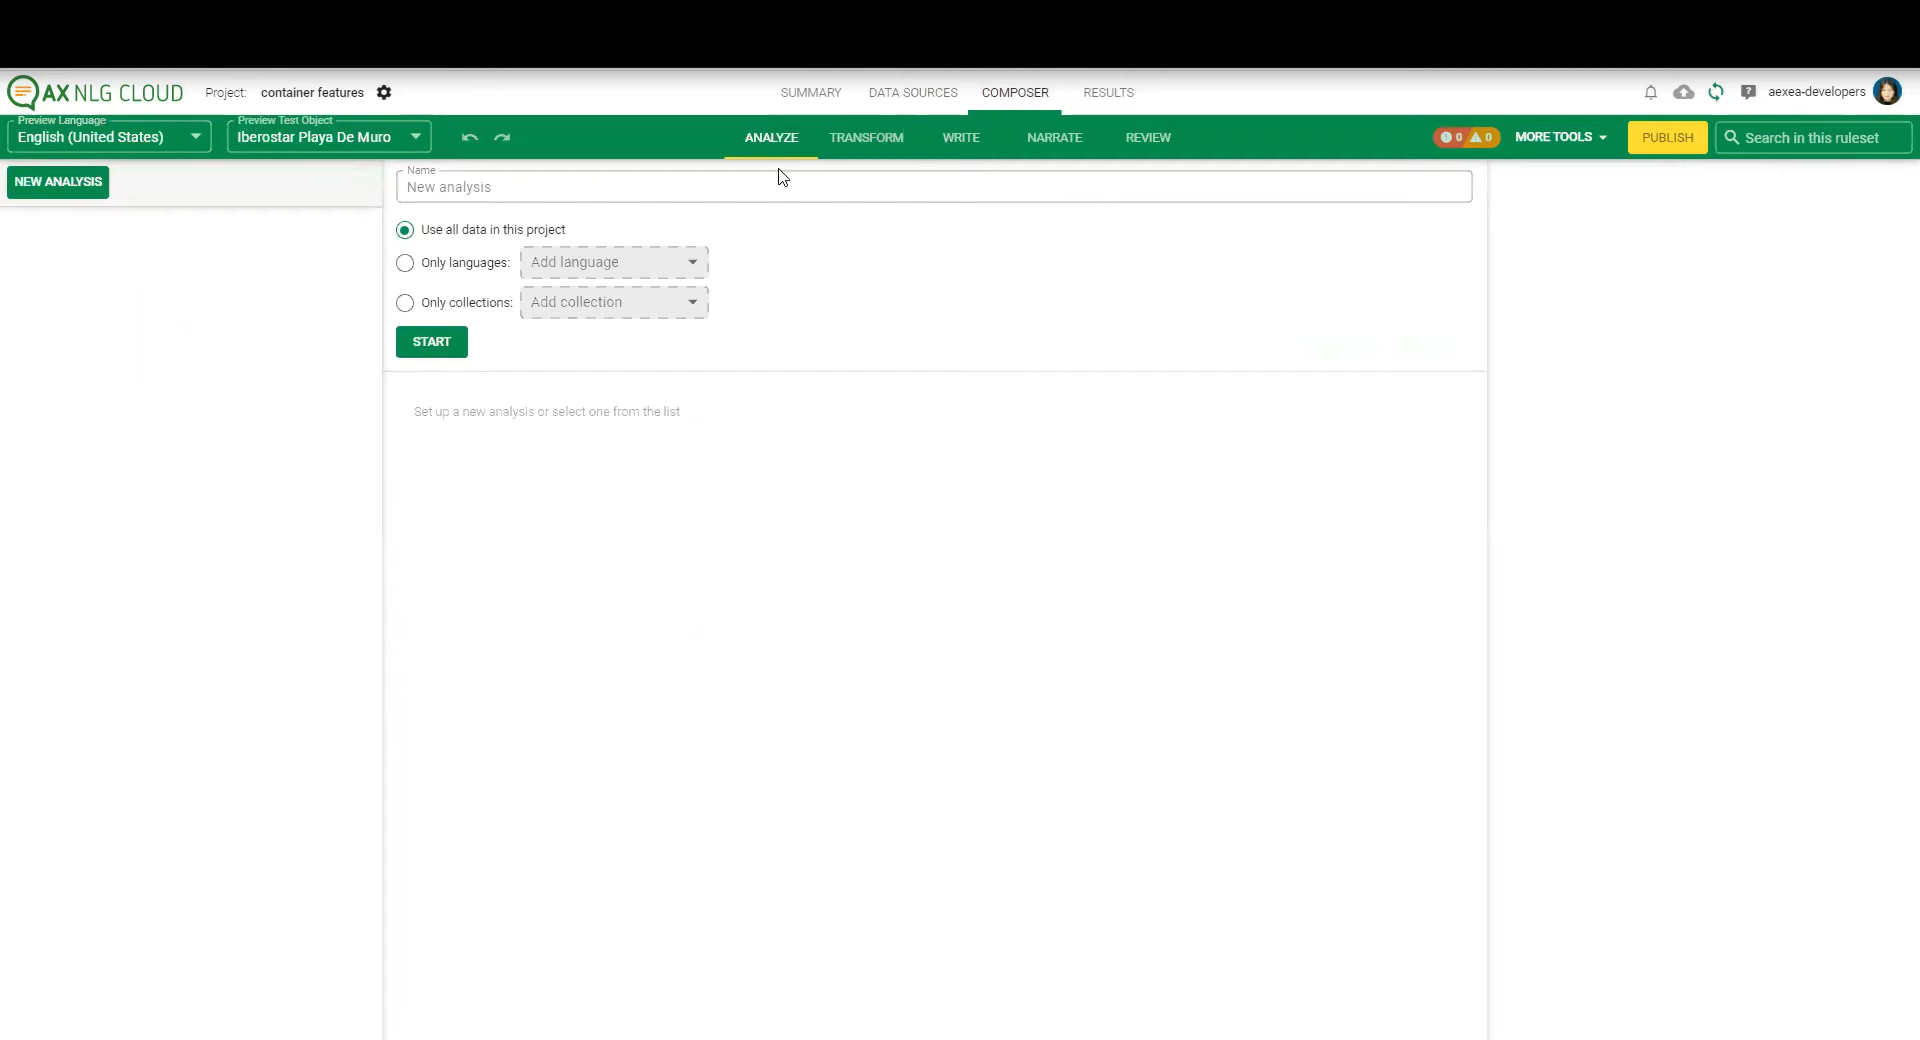 AX NLG CLOUD Project: container features SUMMARY DATA SOURCES COMPOSER RESULTS ? aexea-developers
Preview Language Preview Test Object
English (United States) Iberostar Playa De Muro ANALYZE TRANSFORM WRITE NARRATE REVIEW 0 0 MORE TOOLS PUBLISH Search in this ruleset
NEW ANALYSIS
Name
New analysis
Use all data in this project
Only languages: Add language
Only collections: Add collection
START
Set up a new analysis or select one from the list